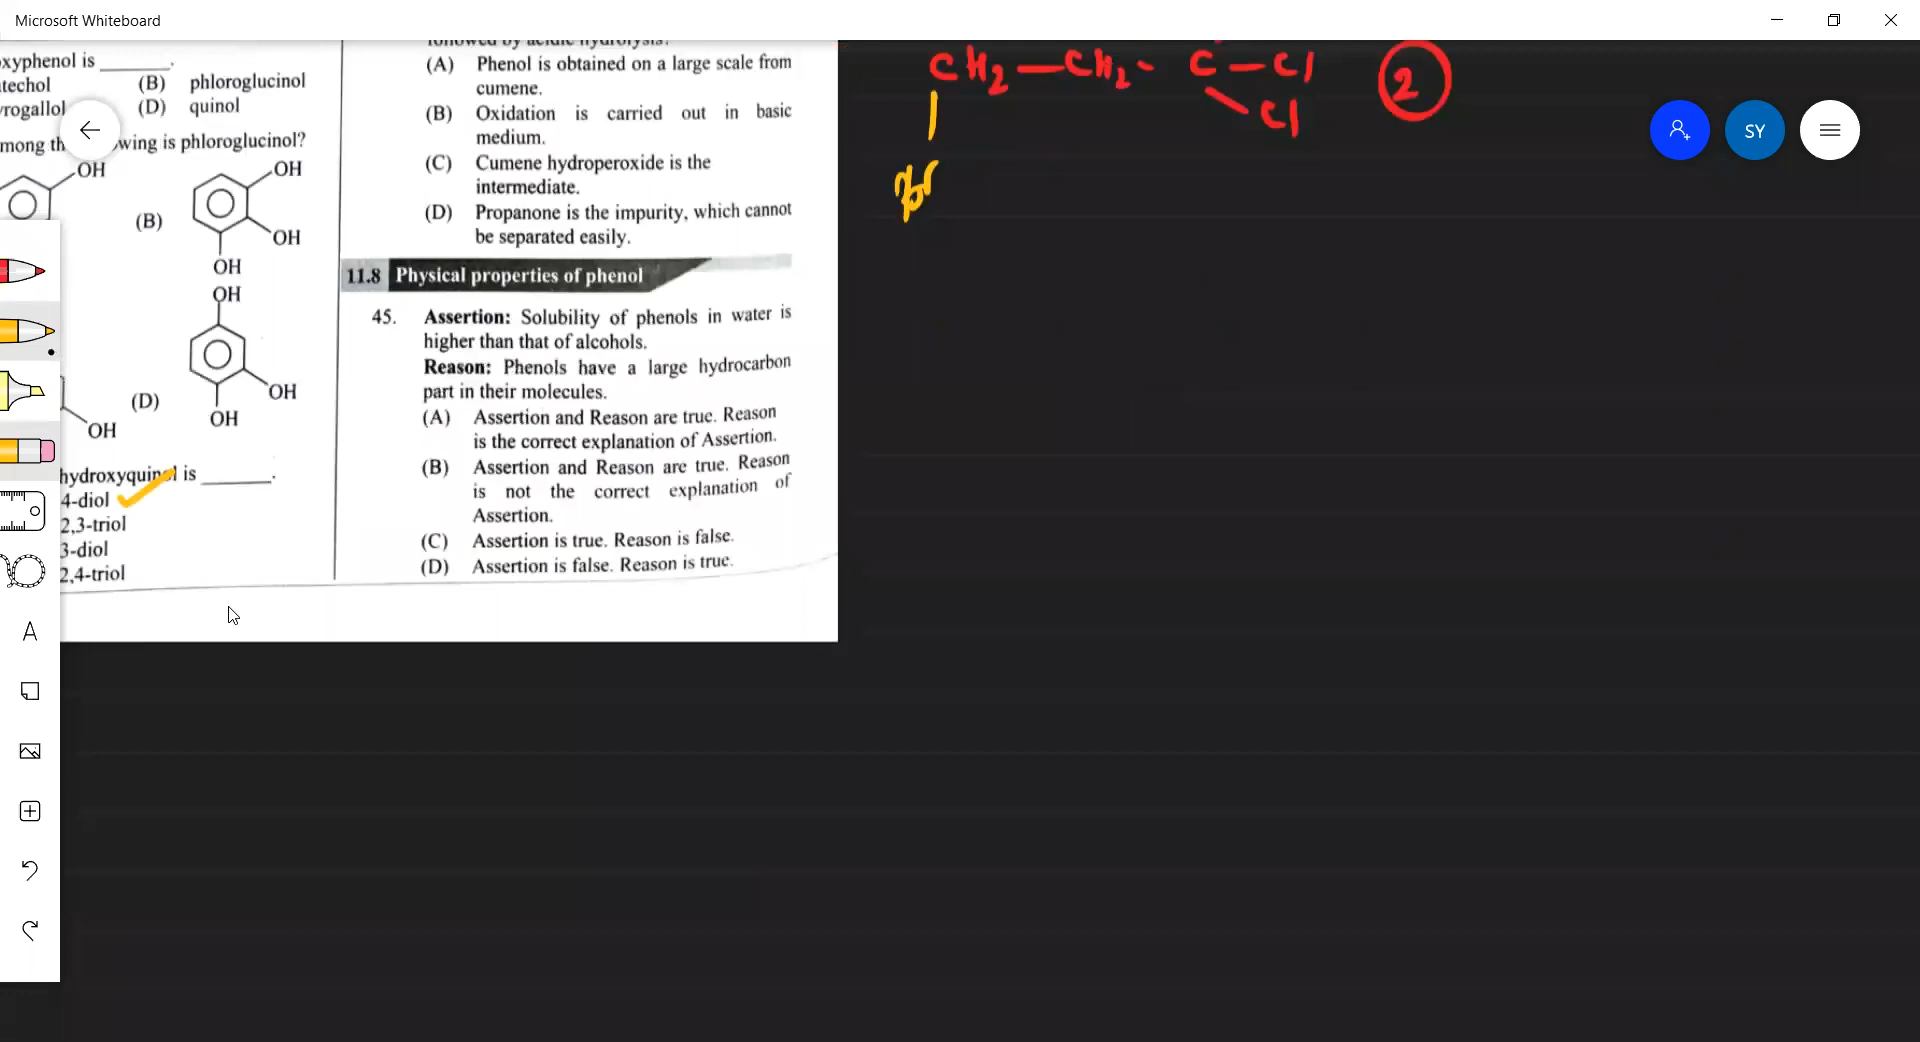 Microsoft Whiteboard
xyphenol is ______.
techol (B) phloroglucinol
yrogallol (D) quinol
mong th wing is phloroglucinol?
OH
(B)
OH
OH
OH
OH
(D)
OH
OH
OH
hydroxyquinol is ______.
4-diol
2,3-triol
3-diol
2,4-triol
followed by acidic hydrolysis?
(A) Phenol is obtained on a large scale from
cumene.
(B) Oxidation is carried out in basic
medium.
(C) Cumene hydroperoxide is the
intermediate.
(D) Propanone is the impurity, which cannot
be separated easily.
11.8 Physical properties of phenol
45. Assertion: Solubility of phenols in water is
higher than that of alcohols.
Reason: Phenols have a large hydrocarbon
part in their molecules.
(A) Assertion and Reason are true. Reason
is the correct explanation of Assertion.
(B) Assertion and Reason are true. Reason
is not the correct explanation of
Assertion.
(C) Assertion is true. Reason is false.
(D) Assertion is false. Reason is true.
CH2—CH2- C—Cl
Cl
2
SY